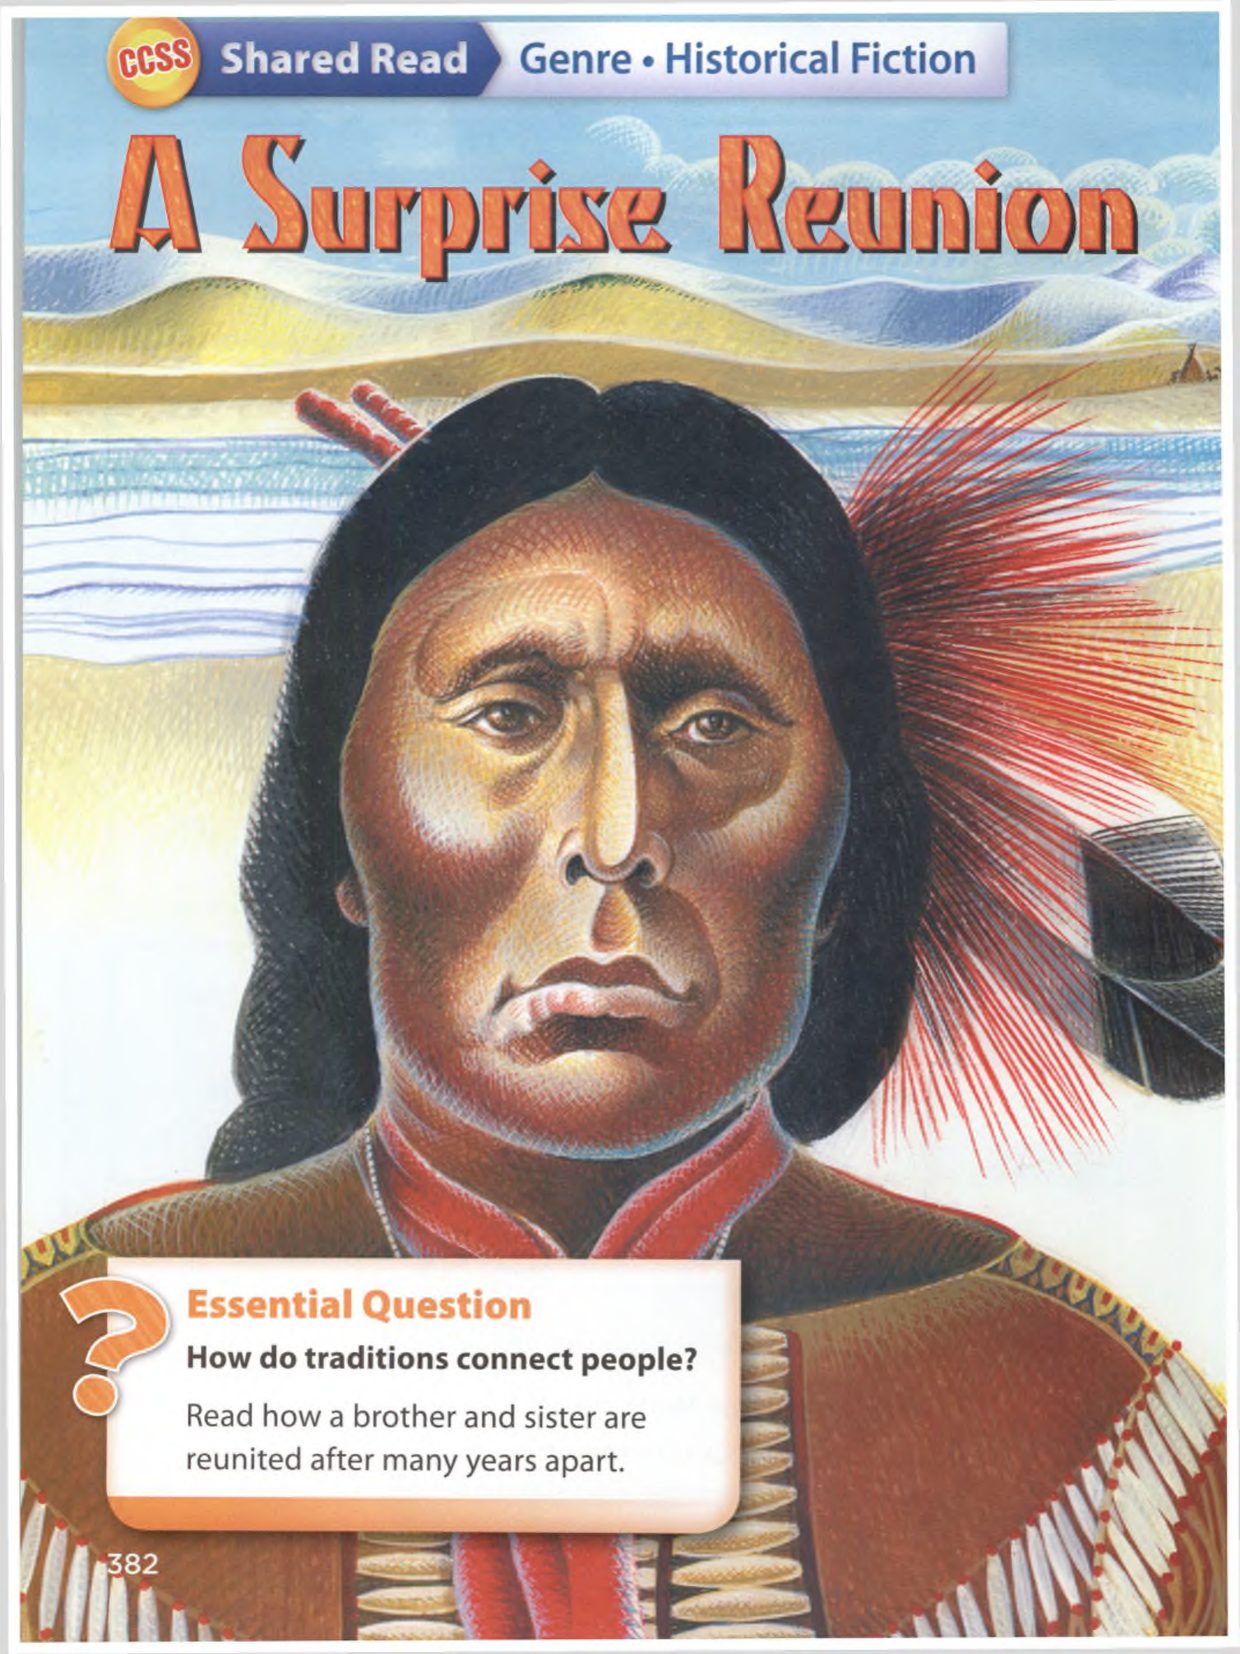 CCSS Shared Read Genre • Historical Fiction
A Surprise Reunion
? Essential Question
How do traditions connect people?
Read how a brother and sister are
reunited after many years apart.
382